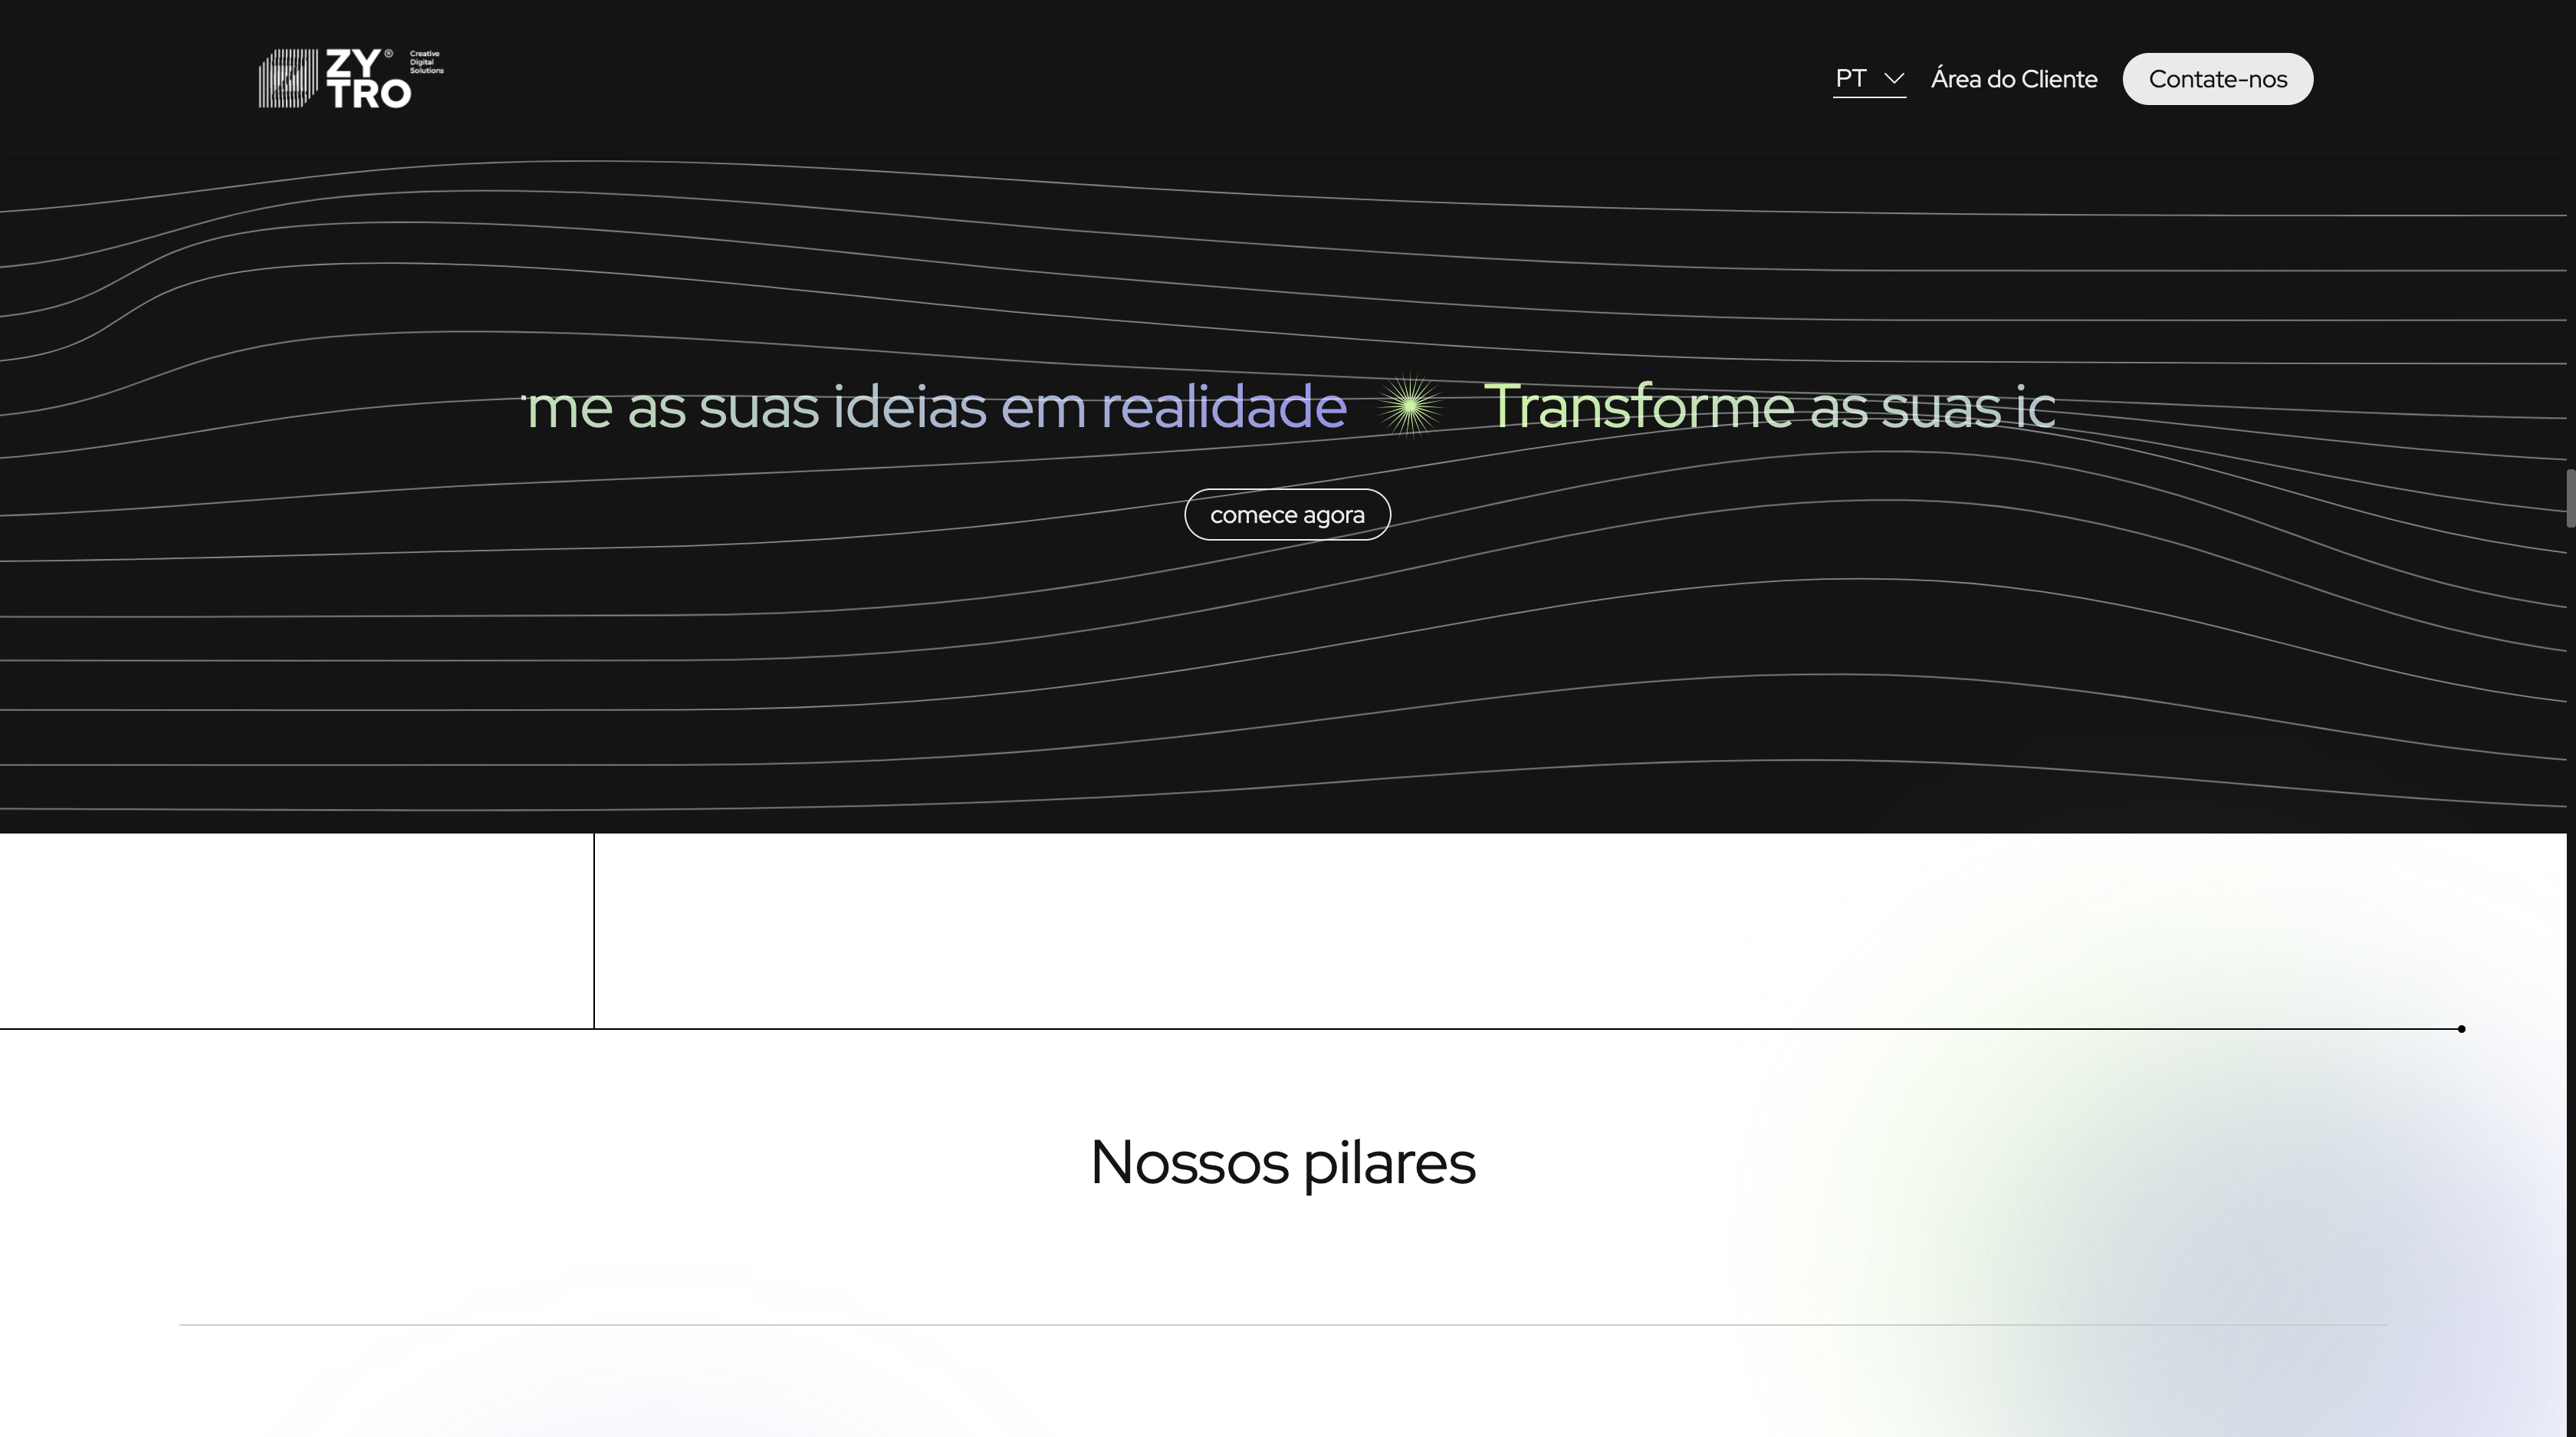 ZY®
TRO
Creative
Digital
Solutions
PT
Área do Cliente
Contate-nos
me as suas ideias em realidade
Transforme as suas
comece agora
Nossos pilares